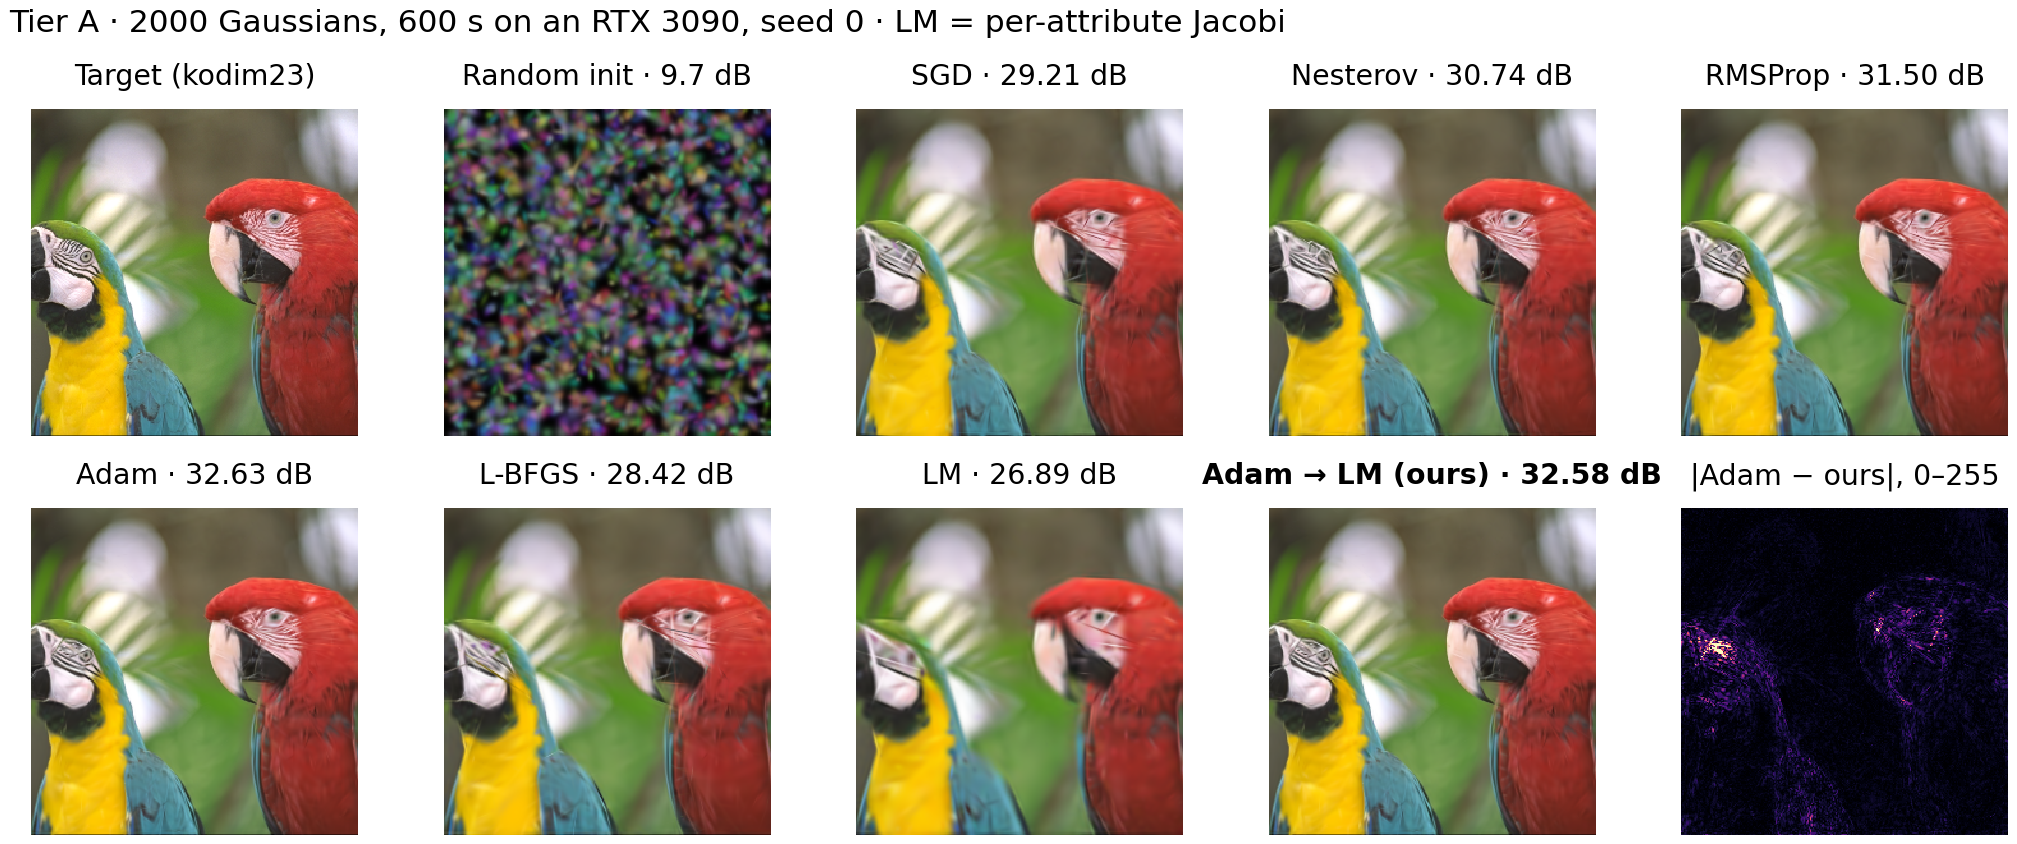 Tier A · 2000 Gaussians, 600 s on an RTX 3090, seed 0 · LM = per-attribute Jacobi
Target (kodim23)
Random init · 9.7 dB
SGD · 29.21 dB
Nesterov · 30.74 dB
RMSProp · 31.50 dB
Adam · 32.63 dB
L-BFGS · 28.42 dB
LM · 26.89 dB
Adam → LM (ours) · 32.58 dB
|Adam − ours|, 0–255